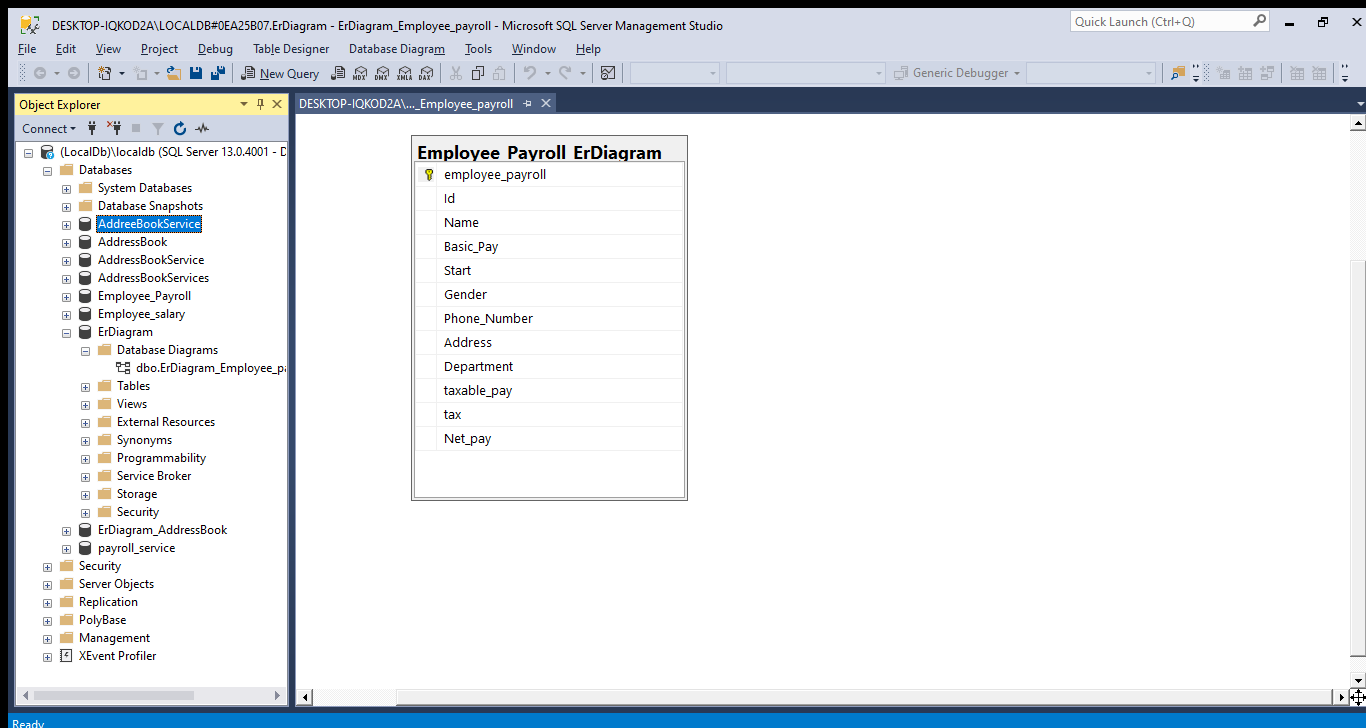 DESKTOP-IQKOD2A\LOCALDB#0EA25B07.ErDiagram - ErDiagram_Employee_payroll - Microsoft SQL Server Management Studio
Quick Launch (Ctrl+Q)
File Edit View Project Debug Table Designer Database Diagram Tools Window Help
New Query MDX DMX XMLA DAX Generic Debugger
Object Explorer
DESKTOP-IQKOD2A\..._Employee_payroll
Connect
(LocalDb)\localdb (SQL Server 13.0.4001 - D
Databases
System Databases
Database Snapshots
AddreeBookService
AddressBook
AddressBookService
AddressBookServices
Employee_Payroll
Employee_salary
ErDiagram
Database Diagrams
dbo.ErDiagram_Employee_pa
Tables
Views
External Resources
Synonyms
Programmability
Service Broker
Storage
Security
ErDiagram_AddressBook
payroll_service
Security
Server Objects
Replication
PolyBase
Management
XEvent Profiler
Employee_Payroll_ErDiagram
employee_payroll
Id
Name
Basic_Pay
Start
Gender
Phone_Number
Address
Department
taxable_pay
tax
Net_pay
Ready